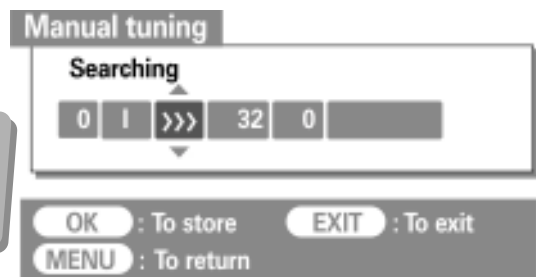 Manual tuning
Searching
0 I >>> 32 0
OK : To store EXIT : To exit
MENU : To return